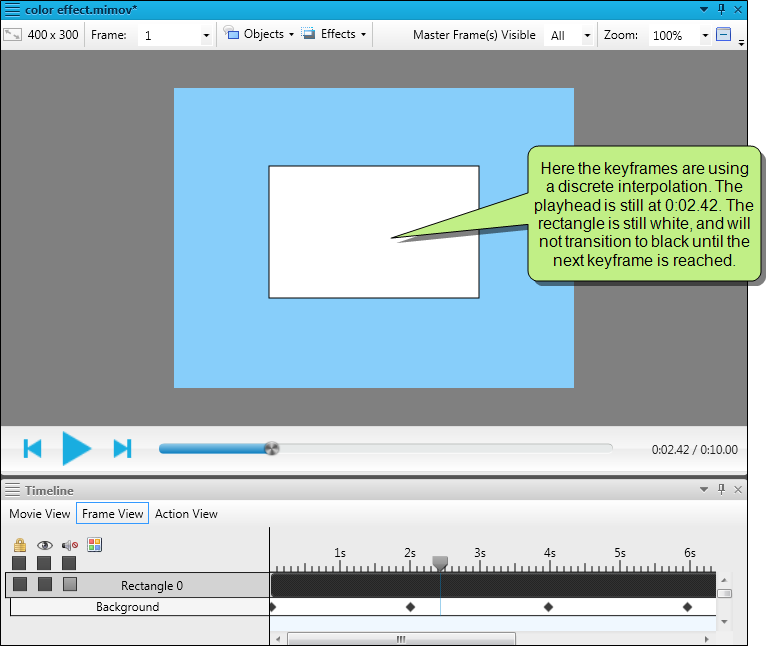 color effect.mimov*
400 x 300 Frame: 1 Objects Effects Master Frame(s) Visible All Zoom: 100%
Here the keyframes are using
a discrete interpolation. The
playhead is still at 0:02.42. The
rectangle is still white, and will
not transition to black until the
next keyframe is reached.
0:02.42 / 0:10.00
Timeline
Movie View Frame View Action View
1s 2s 3s 4s 5s 6s
Rectangle 0
Background